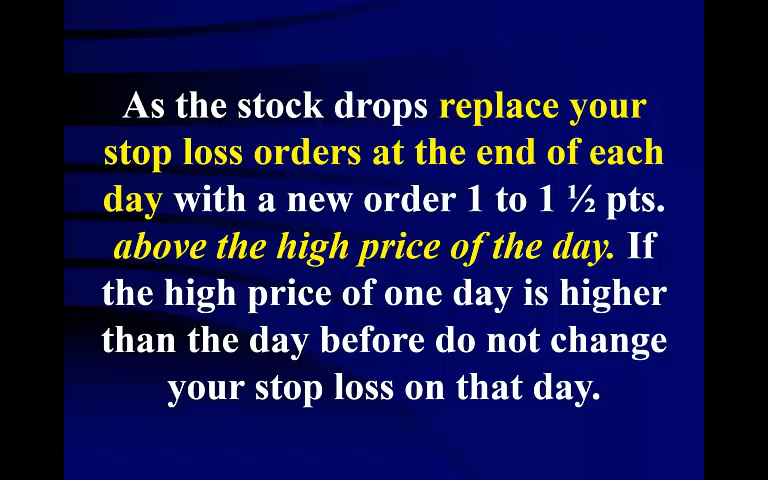 As the stock drops replace your
stop loss orders at the end of each
day with a new order 1 to 1 ½ pts.
above the high price of the day. If
the high price of one day is higher
than the day before do not change
your stop loss on that day.